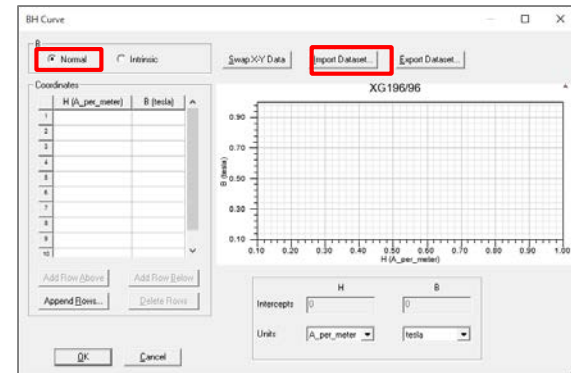 BH Curve
B
Normal Intrinsic
Swap X-Y Data Import Dataset... Export Dataset...
Coordinates
H (A_per_meter) B (tesla)
1
2
3
4
5
6
7
8
9
10
Add Row Above Add Row Below
Append Rows... Delete Rows
OK Cancel
XG196/96
B (tesla)
0.90
0.70
0.50
0.30
0.10
0.10 0.20 0.30 0.40 0.50 0.60 0.70 0.80 0.90 1.00
H (A_per_meter)
H B
Intercepts 0 0
Units A_per_meter tesla